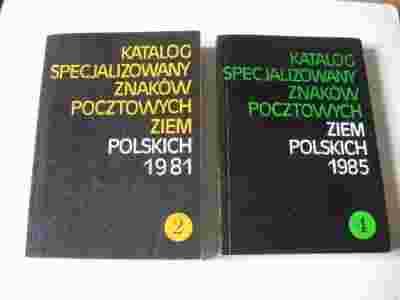 KATALOG
SPECJALIZOWANY
ZNAKÓW
POCZTOWYCH
ZIEM
POLSKICH
1981
2
KATALOG
SPECJALIZOWANY
ZNAKÓW
POCZTOWYCH
ZIEM
POLSKICH
1985
1